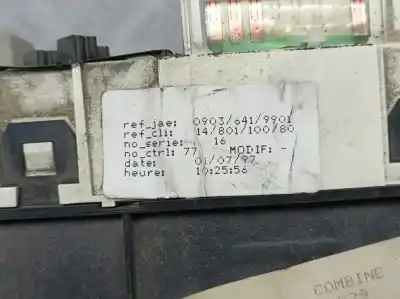 ref_jae: 0903/641/9901
ref_cli: 14/801/100/80
no_serie: 16
no_ctrl: 77 MODIF: -
date: 01/07/97
heure: 10:25:56
COMBINE